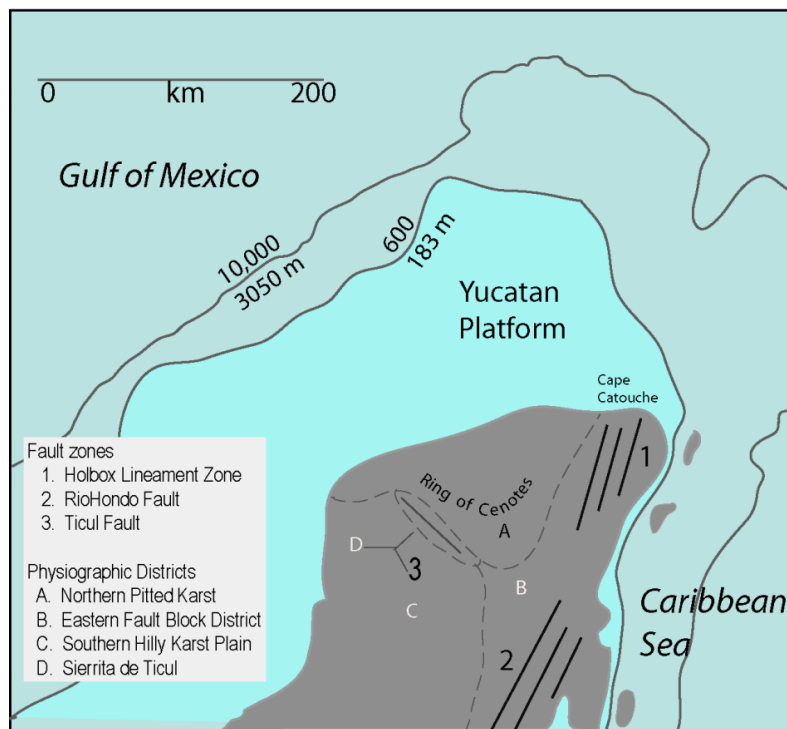 0 km 200
Gulf of Mexico
10,000
3050 m
600
183 m
Yucatan
Platform
Cape
Catouche
Fault zones
1. Holbox Lineament Zone
2. RioHondo Fault
3. Ticul Fault
Physiographic Districts
A. Northern Pitted Karst
B. Eastern Fault Block District
C. Southern Hilly Karst Plain
D. Sierrita de Ticul
1
Ring of Cenotes
A
D
3
B
C
Caribbean
Sea
2